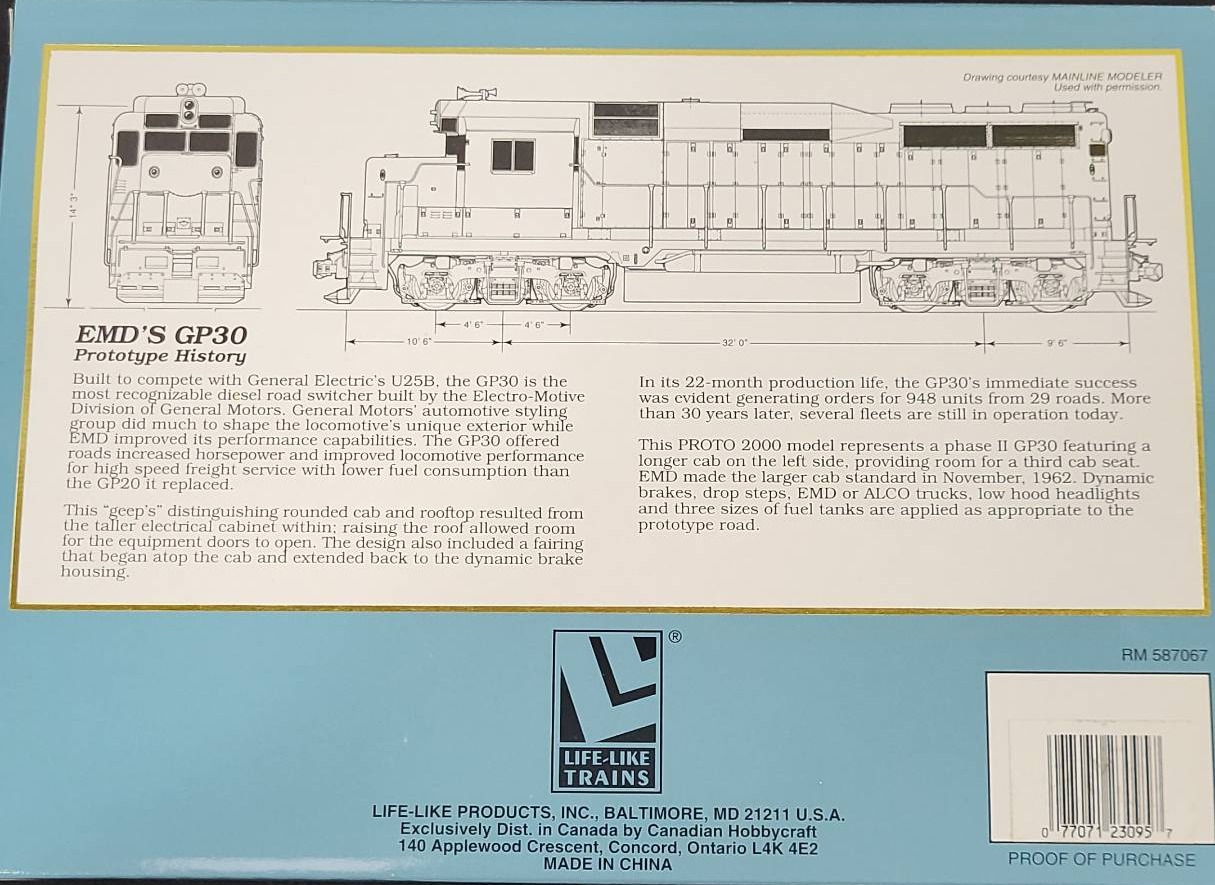 Drawing courtesy MAINLINE MODELER
Used with permission.
14' 3"
4' 6"
4' 6"
10' 6"
32' 0"
9' 6"
EMD'S GP30
Prototype History
Built to compete with General Electric's U25B, the GP30 is the
most recognizable diesel road switcher built by the Electro-Motive
Division of General Motors. General Motors' automotive styling
group did much to shape the locomotive's unique exterior while
EMD improved its performance capabilities. The GP30 offered
roads increased horsepower and improved locomotive performance
for high speed freight service with lower fuel consumption than
the GP20 it replaced.
This "geep's" distinguishing rounded cab and rooftop resulted from
the taller electrical cabinet within; raising the roof allowed room
for the equipment doors to open. The design also included a fairing
that began atop the cab and extended back to the dynamic brake
housing.
In its 22-month production life, the GP30's immediate success
was evident generating orders for 948 units from 29 roads. More
than 30 years later, several fleets are still in operation today.
This PROTO 2000 model represents a phase II GP30 featuring a
longer cab on the left side, providing room for a third cab seat.
EMD made the larger cab standard in November, 1962. Dynamic
brakes, drop steps, EMD or ALCO trucks, low hood headlights
and three sizes of fuel tanks are applied as appropriate to the
prototype road.
®
LIFE-LIKE
TRAINS
LIFE-LIKE PRODUCTS, INC., BALTIMORE, MD 21211 U.S.A.
Exclusively Dist. in Canada by Canadian Hobbycraft
140 Applewood Crescent, Concord, Ontario L4K 4E2
MADE IN CHINA
RM 587067
0 77071 23095 7
PROOF OF PURCHASE